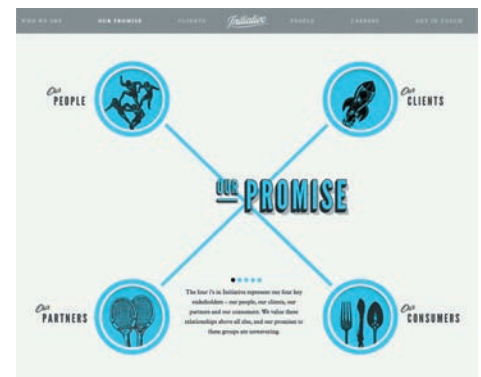 WHO WE ARE OUR PROMISE CLIENTS Initiative PEOPLE CAREERS GET IN TOUCH
Our PEOPLE
Our CLIENTS
OUR PROMISE
The four i's in Initiative represent our four key
stakeholders – our people, our clients, our
partners and our consumers. We value these
relationships above all else, and our promises to
these groups are unwavering.
Our PARTNERS
Our CONSUMERS